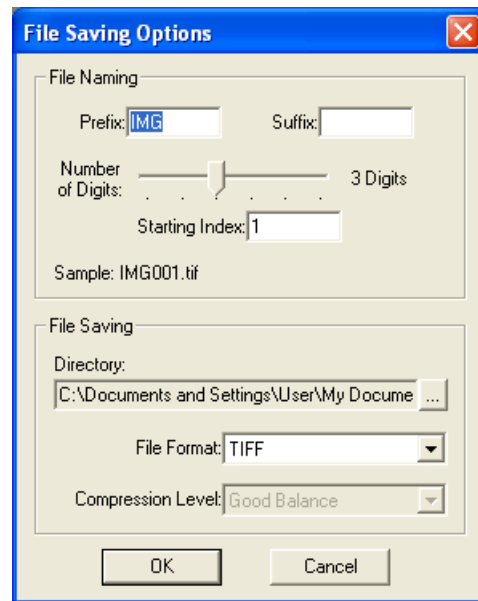 File Saving Options
File Naming
Prefix: IMG Suffix:
Number
of Digits: 3 Digits
Starting Index: 1
Sample: IMG001.tif
File Saving
Directory:
C:\Documents and Settings\User\My Docume ...
File Format: TIFF
Compression Level: Good Balance
OK Cancel